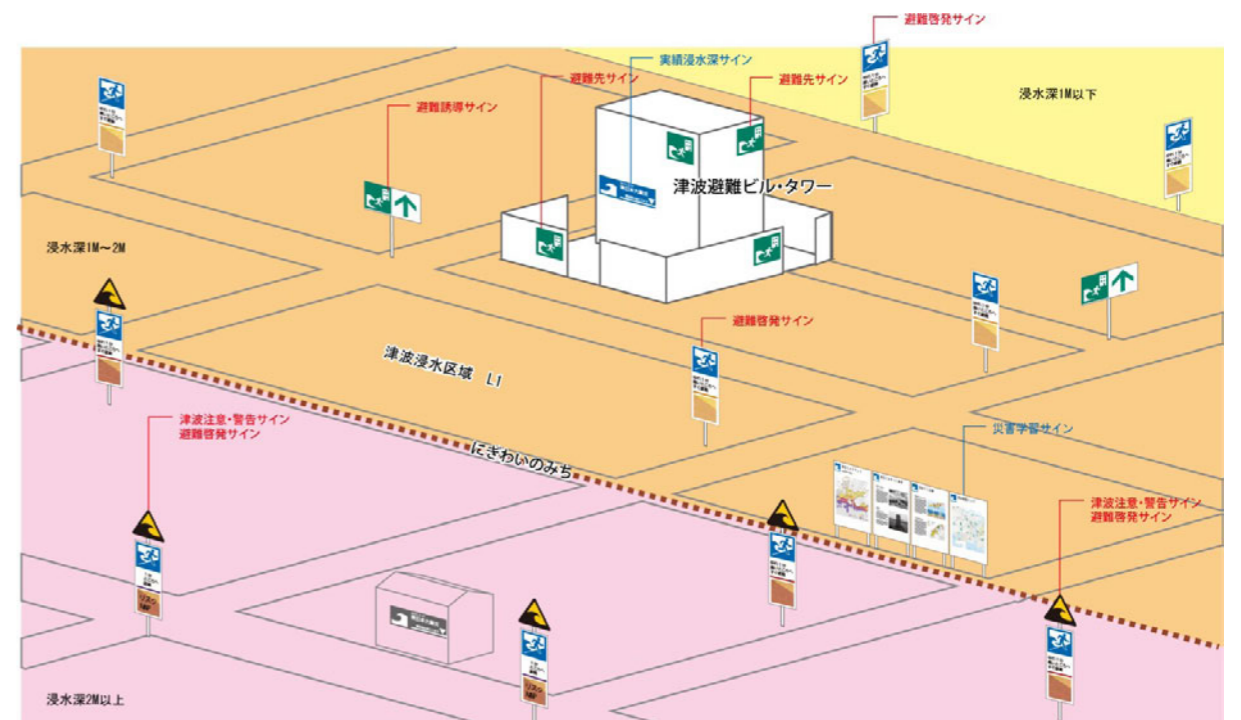 避難啓発サイン
実績浸水深サイン
避難先サイン
避難先サイン
浸水深1M以下
避難誘導サイン
津波避難ビル・タワー
浸水深1M～2M
避難啓発サイン
津波浸水区域 L1
津波注意・警告サイン
避難啓発サイン
にぎわいのみち
災害学習サイン
津波注意・警告サイン
避難啓発サイン
浸水深2M以上